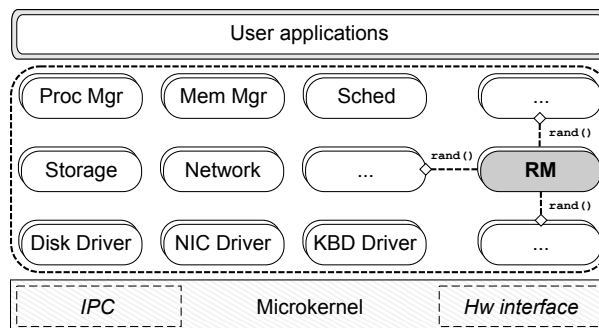 User applications
Proc Mgr Mem Mgr Sched ...
rand()
Storage Network ... rand() RM
rand()
Disk Driver NIC Driver KBD Driver ...
IPC Microkernel Hw interface